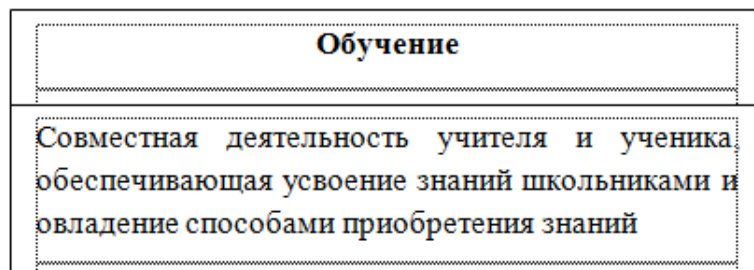 Обучение
Совместная деятельность учителя и ученика,
обеспечивающая усвоение знаний школьниками и
овладение способами приобретения знаний